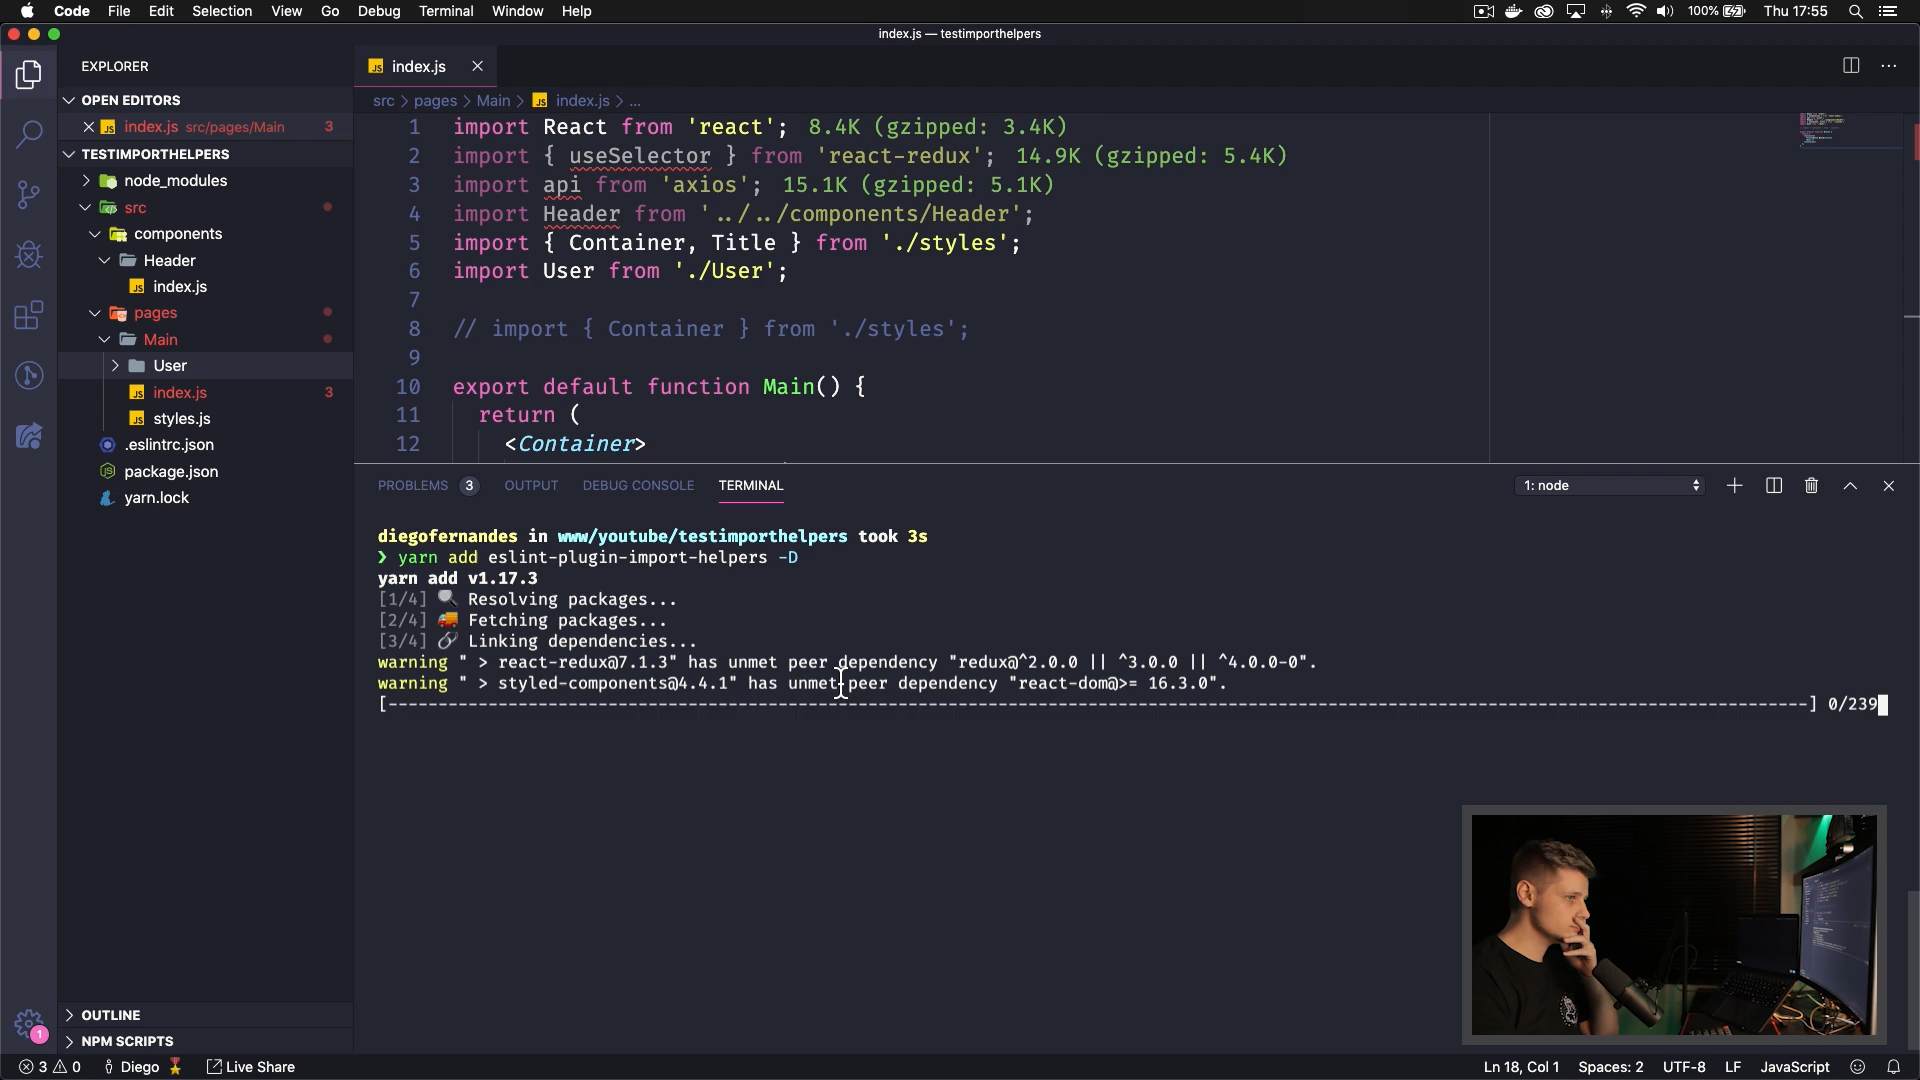 Code File Edit Selection View Go Debug Terminal Window Help
100% Thu 17:55
index.js — testimporthelpers
EXPLORER
OPEN EDITORS
index.js src/pages/Main 3
TESTIMPORTHELPERS
node_modules
src
components
Header
index.js
pages
Main
User
index.js 3
styles.js
.eslintrc.json
package.json
yarn.lock
OUTLINE
NPM SCRIPTS
index.js
src > pages > Main > index.js > ...
1 import React from 'react'; 8.4K (gzipped: 3.4K)
2 import { useSelector } from 'react-redux'; 14.9K (gzipped: 5.4K)
3 import api from 'axios'; 15.1K (gzipped: 5.1K)
4 import Header from '../../components/Header';
5 import { Container, Title } from './styles';
6 import User from './User';
7
8 // import { Container } from './styles';
9
10 export default function Main() {
11 return (
12 <Container>
PROBLEMS 3 OUTPUT DEBUG CONSOLE TERMINAL
1: node
diegofernandes in www/youtube/testimporthelpers took 3s
❯ yarn add eslint-plugin-import-helpers -D
yarn add v1.17.3
[1/4] 🔍 Resolving packages...
[2/4] 🚚 Fetching packages...
[3/4] 🔗 Linking dependencies...
warning " > react-redux@7.1.3" has unmet peer dependency "redux@^2.0.0 || ^3.0.0 || ^4.0.0-0".
warning " > styled-components@4.4.1" has unmet peer dependency "react-dom@>= 16.3.0".
[----------------------------------------------------------------------------------------------------------------------------------------------] 0/239
1
3 0 Diego Live Share
Ln 18, Col 1 Spaces: 2 UTF-8 LF JavaScript